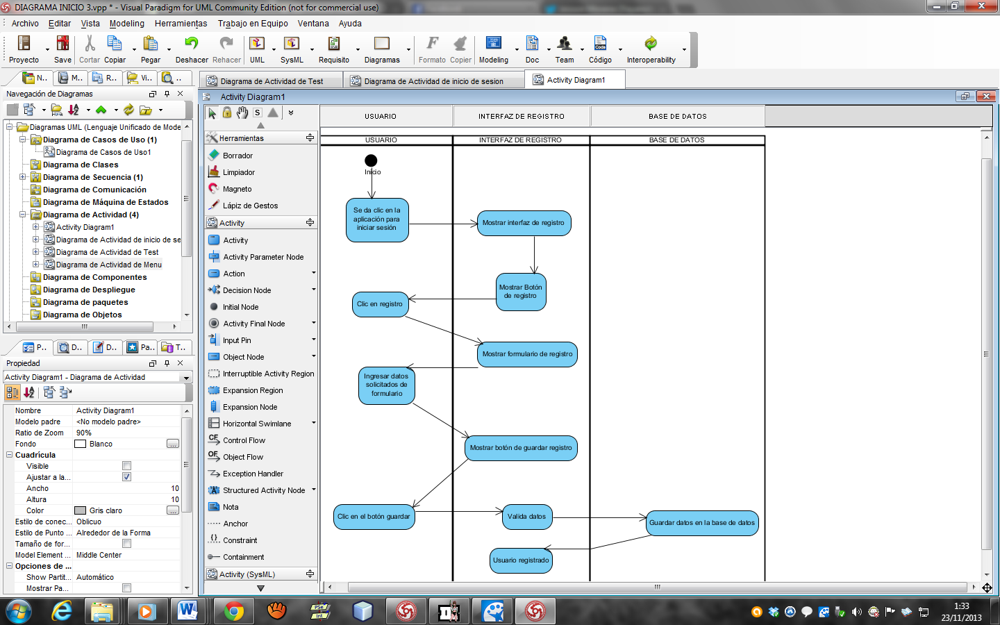 DIAGRAMA INICIO 3.vpp * - Visual Paradigm for UML Community Edition (not for commercial use)
Archivo Editar Vista Modeling Herramientas Trabajo en Equipo Ventana Ayuda
Proyecto Save Cortar Copiar Pegar Deshacer Rehacer UML SysML Requisito Diagramas Formato Copier Modeling Doc Team Código Interoperability
N.. M.. R.. Vi.. ..
Diagrama de Actividad de Test
Diagrama de Actividad de inicio de sesion
Activity Diagram1
Navegación de Diagramas
Diagramas UML (Lenguaje Unificado de Mode
Diagrama de Casos de Uso (1)
Diagrama de Casos de Uso1
Diagrama de Clases
Diagrama de Secuencia (1)
Diagrama de Comunicación
Diagrama de Máquina de Estados
Diagrama de Actividad (4)
Activity Diagram1
Diagrama de Actividad de inicio de se
Diagrama de Actividad de Test
Diagrama de Actividad de Menu
Diagrama de Componentes
Diagrama de Despliegue
Diagrama de paquetes
Diagrama de Objetos
P.. D.. D.. Pa.. T..
Propiedad
Activity Diagram1 - Diagrama de Actividad
Nombre Activity Diagram1
Modelo padre <No modelo padre>
Ratio de Zoom 90%
Fondo Blanco ...
Cuadrícula
Visible
Ajustar a la...
Ancho 10
Altura 10
Color Gris claro ...
Estilo de conec... Oblicuo
Estilo de Punto ... Alrededor de la Forma
Tamaño de for...
Model Element ... Middle Center
Opciones de ...
Show Partit... Automático
Mostrar Pa...
Activity Diagram1
S
Herramientas
Borrador
Limpiador
Magneto
Lápiz de Gestos
Activity
Activity
Activity Parameter Node
Action
Decision Node
Initial Node
Activity Final Node
Input Pin
Object Node
Interruptible Activity Region
Expansion Region
Expansion Node
Horizontal Swimlane
CF Control Flow
OF Object Flow
Exception Handler
Structured Activity Node
Nota
Anchor
Constraint
Containment
Activity (SysML)
USUARIO INTERFAZ DE REGISTRO BASE DE DATOS
USUARIO INTERFAZ DE REGISTRO BASE DE DATOS
Inicio
Se da clic en la
aplicación para
iniciar sesión
Mostrar interfaz de registro
Mostrar Botón
de registro
Clic en registro
Mostrar formulario de registro
Ingresar datos
solicitados de
formulario
Mostrar botón de guardar registro
Clic en el botón guardar
Valida datos
Guardar datos en la base de datos
Usuario registrado
PSe
Int
1:33
23/11/2013